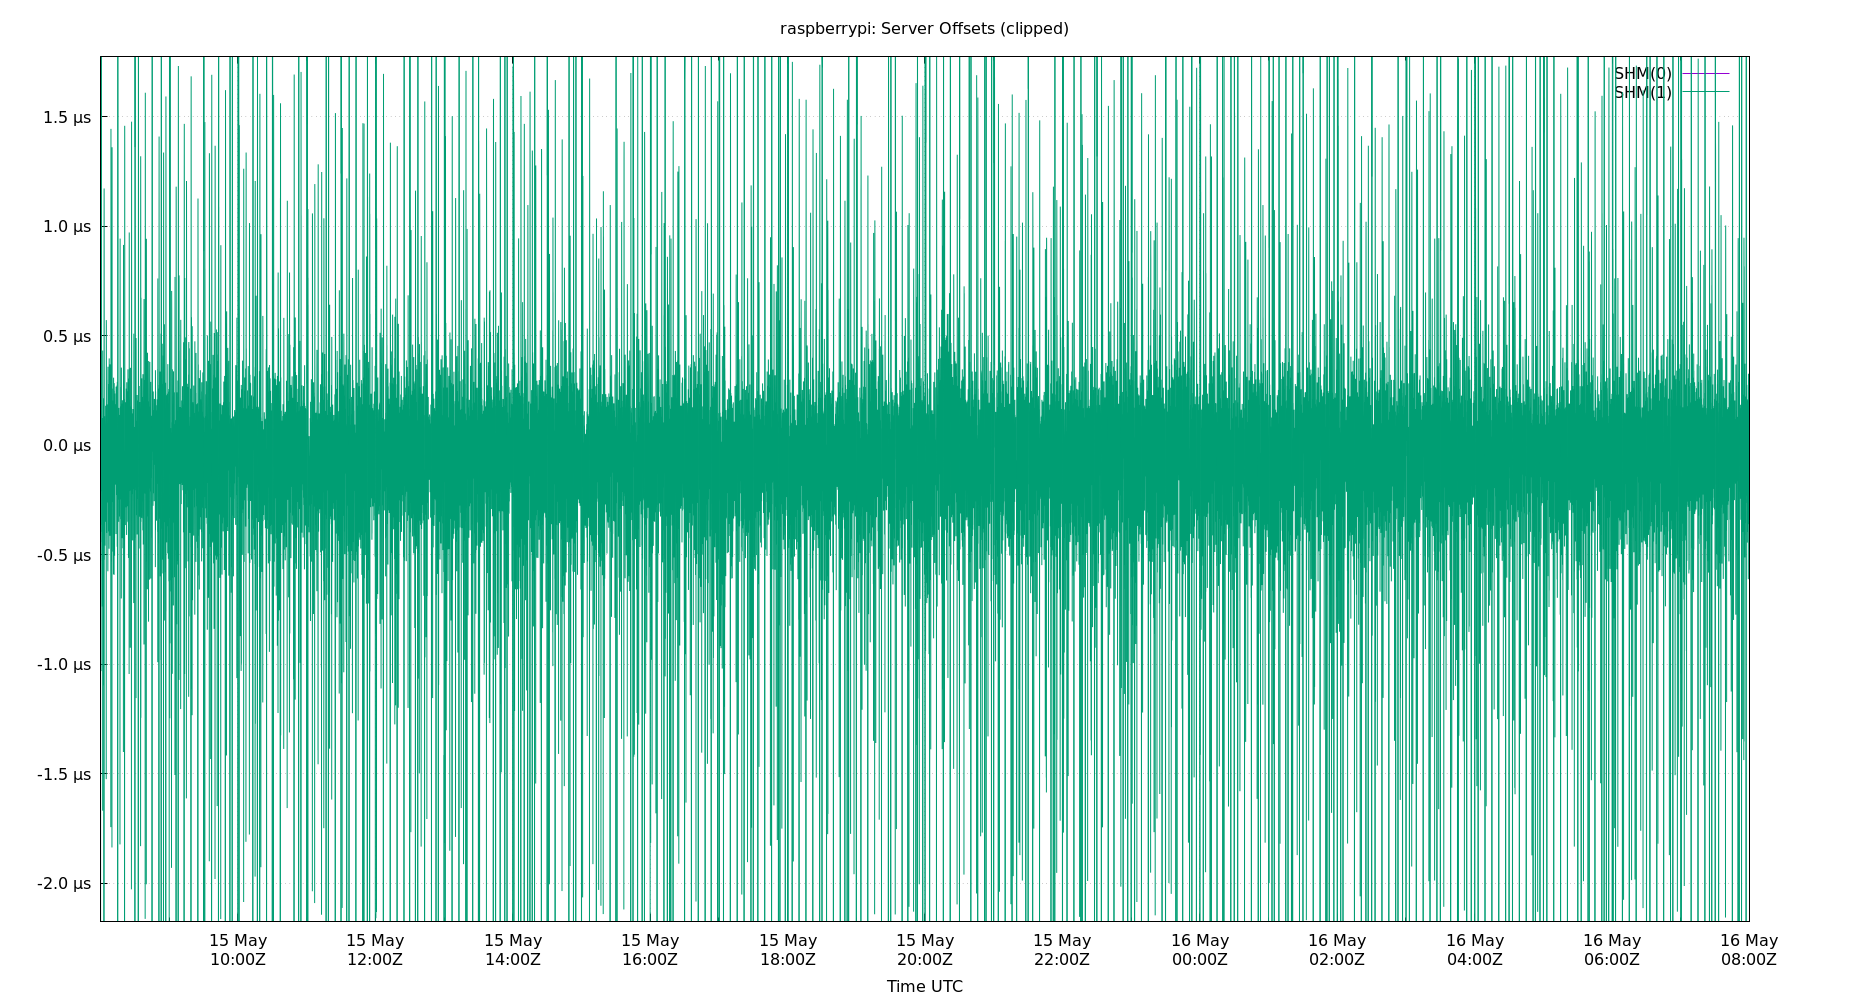 raspberrypi: Server Offsets (clipped)
SHM(0)
SHM(1)
1.5 µs
1.0 µs
0.5 µs
0.0 µs
-0.5 µs
-1.0 µs
-1.5 µs
-2.0 µs
15 May 15 May 15 May 15 May 15 May 15 May 15 May 16 May 16 May 16 May 16 May 16 May
10:00Z 12:00Z 14:00Z 16:00Z 18:00Z 20:00Z 22:00Z 00:00Z 02:00Z 04:00Z 06:00Z 08:00Z
Time UTC